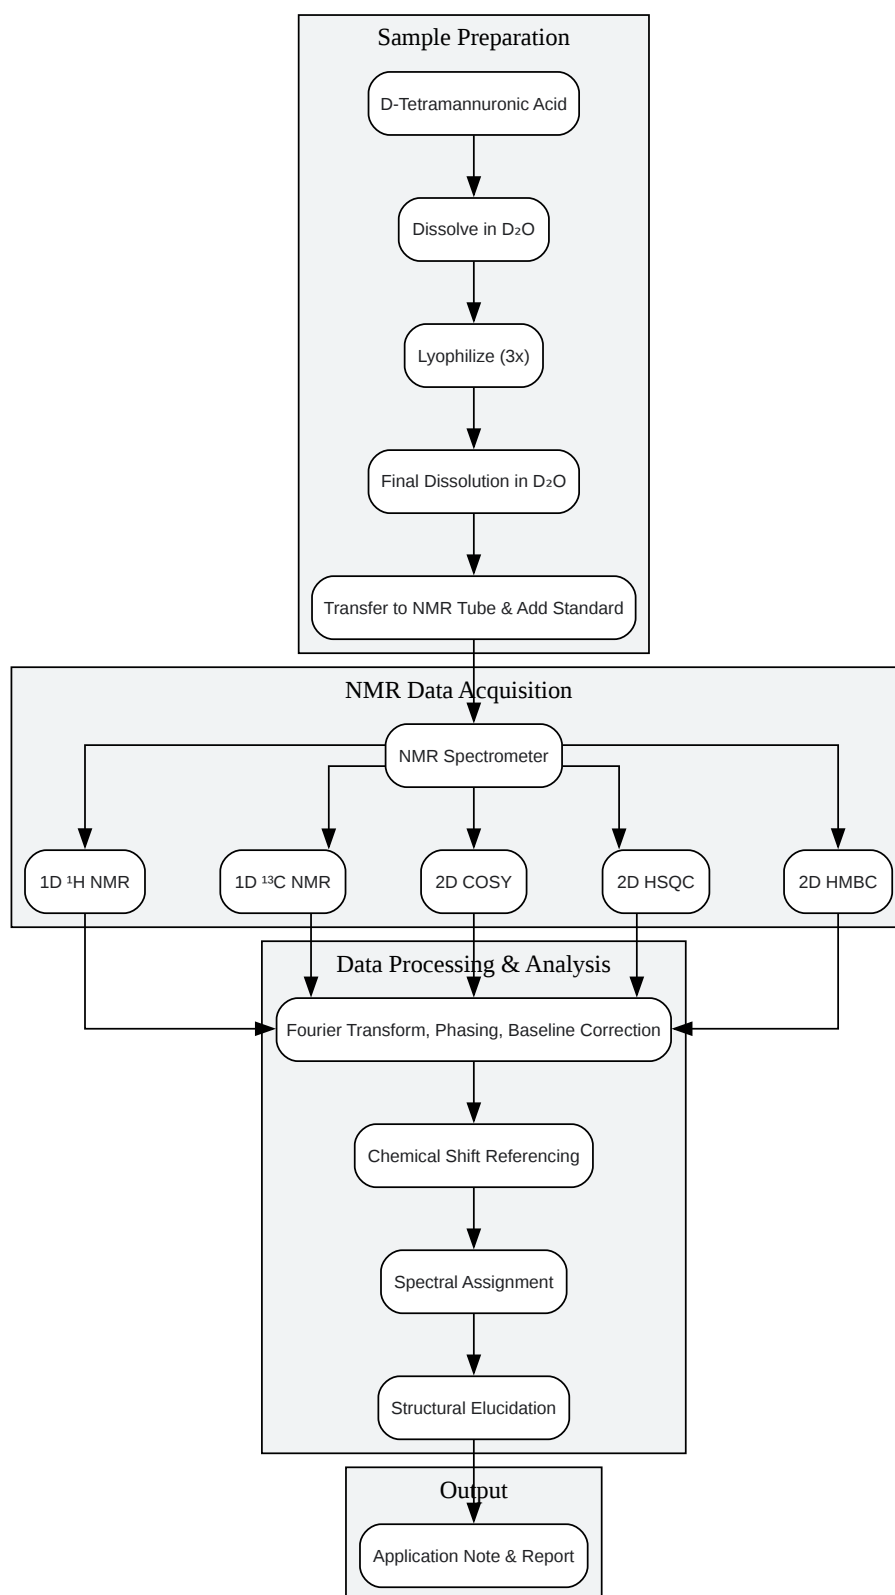 Sample Preparation
D-Tetramannuronic Acid
Dissolve in D₂O
Lyophilize (3x)
Final Dissolution in D₂O
Transfer to NMR Tube & Add Standard
NMR Data Acquisition
NMR Spectrometer
1D ¹H NMR
1D ¹³C NMR
2D COSY
2D HSQC
2D HMBC
Data Processing & Analysis
Fourier Transform, Phasing, Baseline Correction
Chemical Shift Referencing
Spectral Assignment
Structural Elucidation
Output
Application Note & Report